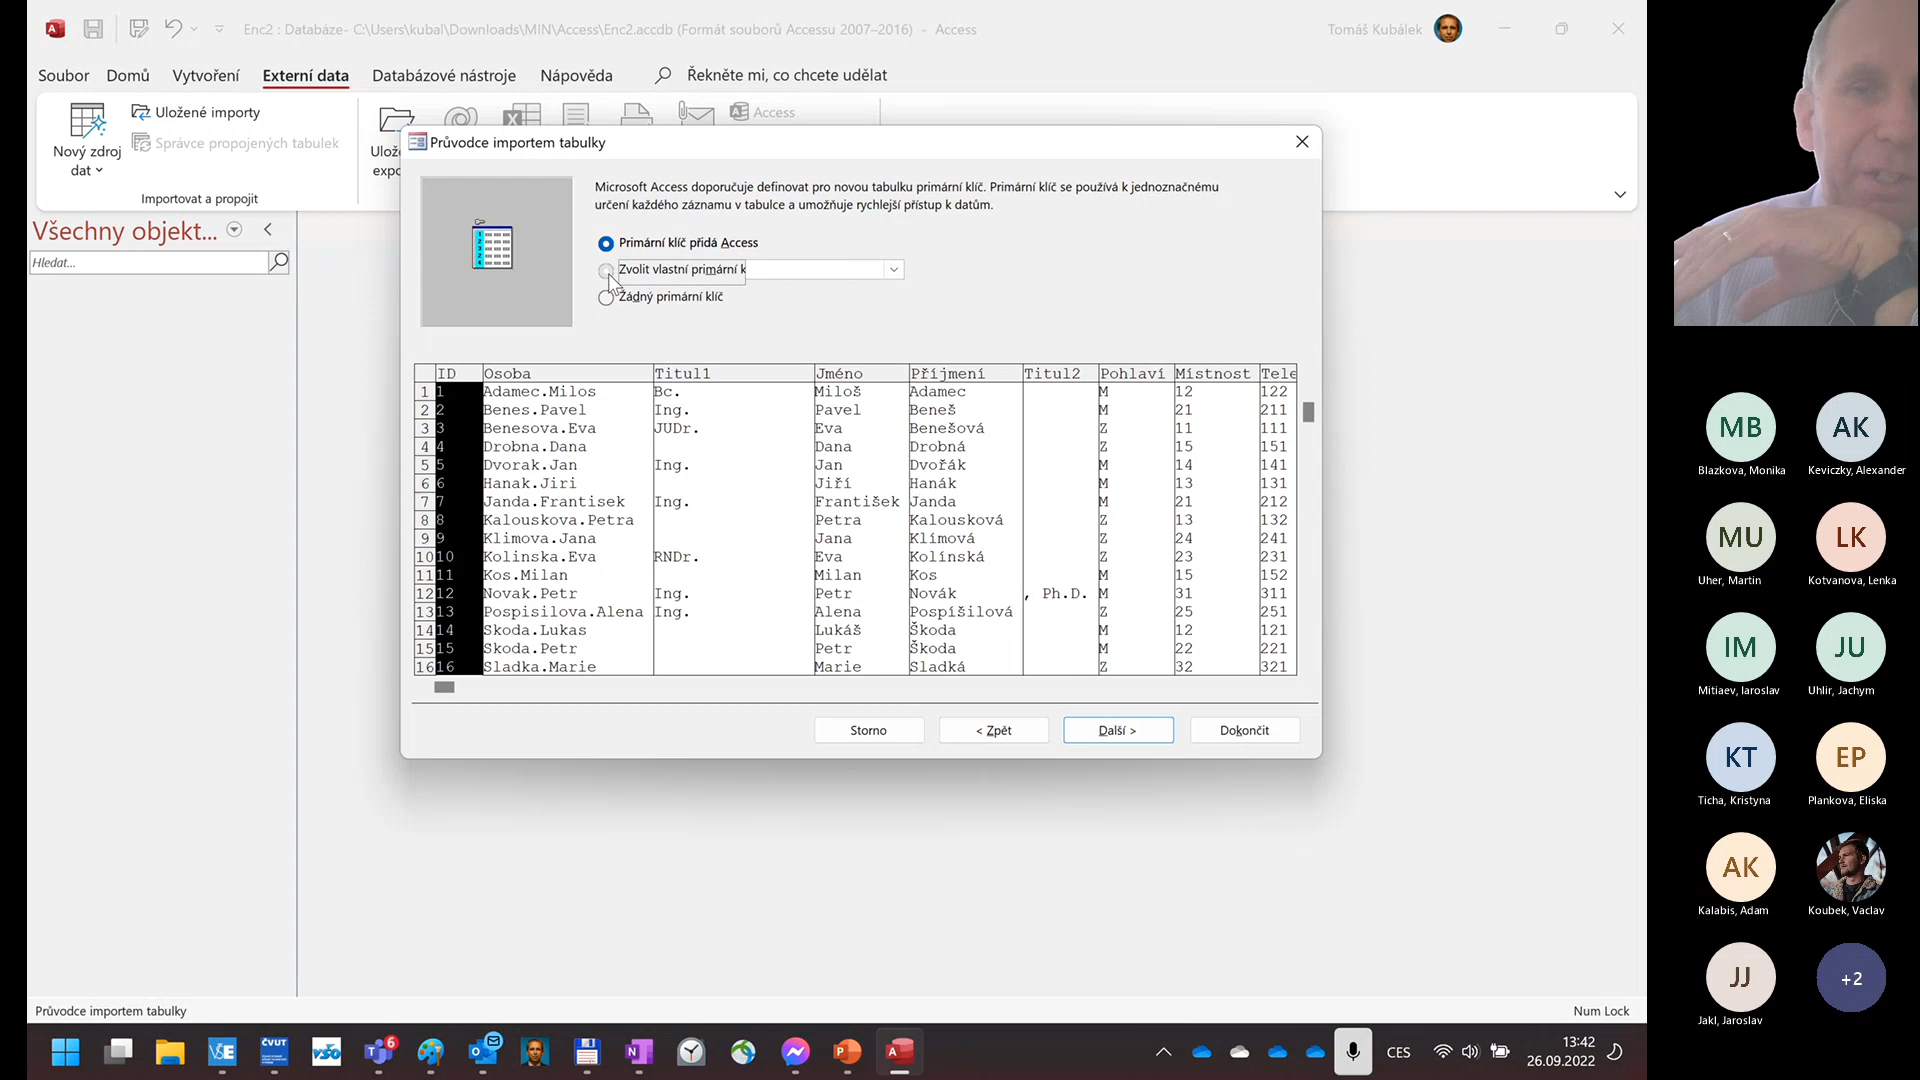 Enc2 : Databáze- C:\Users\kubal\Downloads\MIN\Access\Enc2.accdb (Formát souborů Accessu 2007–2016) - Access
Tomáš Kubálek
Soubor Domů Vytvoření Externí data Databázové nástroje Nápověda Řekněte mi, co chcete udělat
Nový zdroj
dat
Uložené importy
Správce propojených tabulek
Importovat a propojit
Access
Všechny objekt...
Hledat...
Průvodce importem tabulky
Microsoft Access doporučuje definovat pro novou tabulku primární klíč. Primární klíč se používá k jednoznačnému
určení každého záznamu v tabulce a umožňuje rychlejší přístup k datům.
Primární klíč přidá Access
Zvolit vlastní primární k
Žádný primární klíč
ID Osoba Titul1 Jméno Příjmení Titul2 Pohlaví Místnost Tele
1 1 Adamec.Milos Bc. Miloš Adamec M 12 122
2 2 Benes.Pavel Ing. Pavel Beneš M 21 211
3 3 Benesova.Eva JUDr. Eva Benešová Z 11 111
4 4 Drobna.Dana Dana Drobná Z 15 151
5 5 Dvorak.Jan Ing. Jan Dvořák M 14 141
6 6 Hanak.Jiri Jiří Hanák M 13 131
7 7 Janda.Frantisek Ing. František Janda M 21 212
8 8 Kalouskova.Petra Petra Kalousková Z 13 132
9 9 Klimova.Jana Jana Klímová Z 24 241
10 10 Kolinska.Eva RNDr. Eva Kolínská Z 23 231
11 11 Kos.Milan Milan Kos M 15 152
12 12 Novak.Petr Ing. Petr Novák , Ph.D. M 31 311
13 13 Pospisilova.Alena Ing. Alena Pospíšilová Z 25 251
14 14 Skoda.Lukas Lukáš Škoda M 12 121
15 15 Skoda.Petr Petr Škoda M 22 221
16 16 Sladka.Marie Marie Sladká Z 32 321
Storno < Zpět Další > Dokončit
MB AK
Blazkova, Monika Keviczky, Alexander
MU LK
Uher, Martin Kotvanova, Lenka
IM JU
Mitiaev, Iaroslav Uhlir, Jachym
KT EP
Ticha, Kristyna Plankova, Eliska
AK
Kalabis, Adam Koubek, Vaclav
JJ +2
Jakl, Jaroslav
Průvodce importem tabulky Num Lock
VŠE ČVUT VŠO 6
CES
13:42
26.09.2022